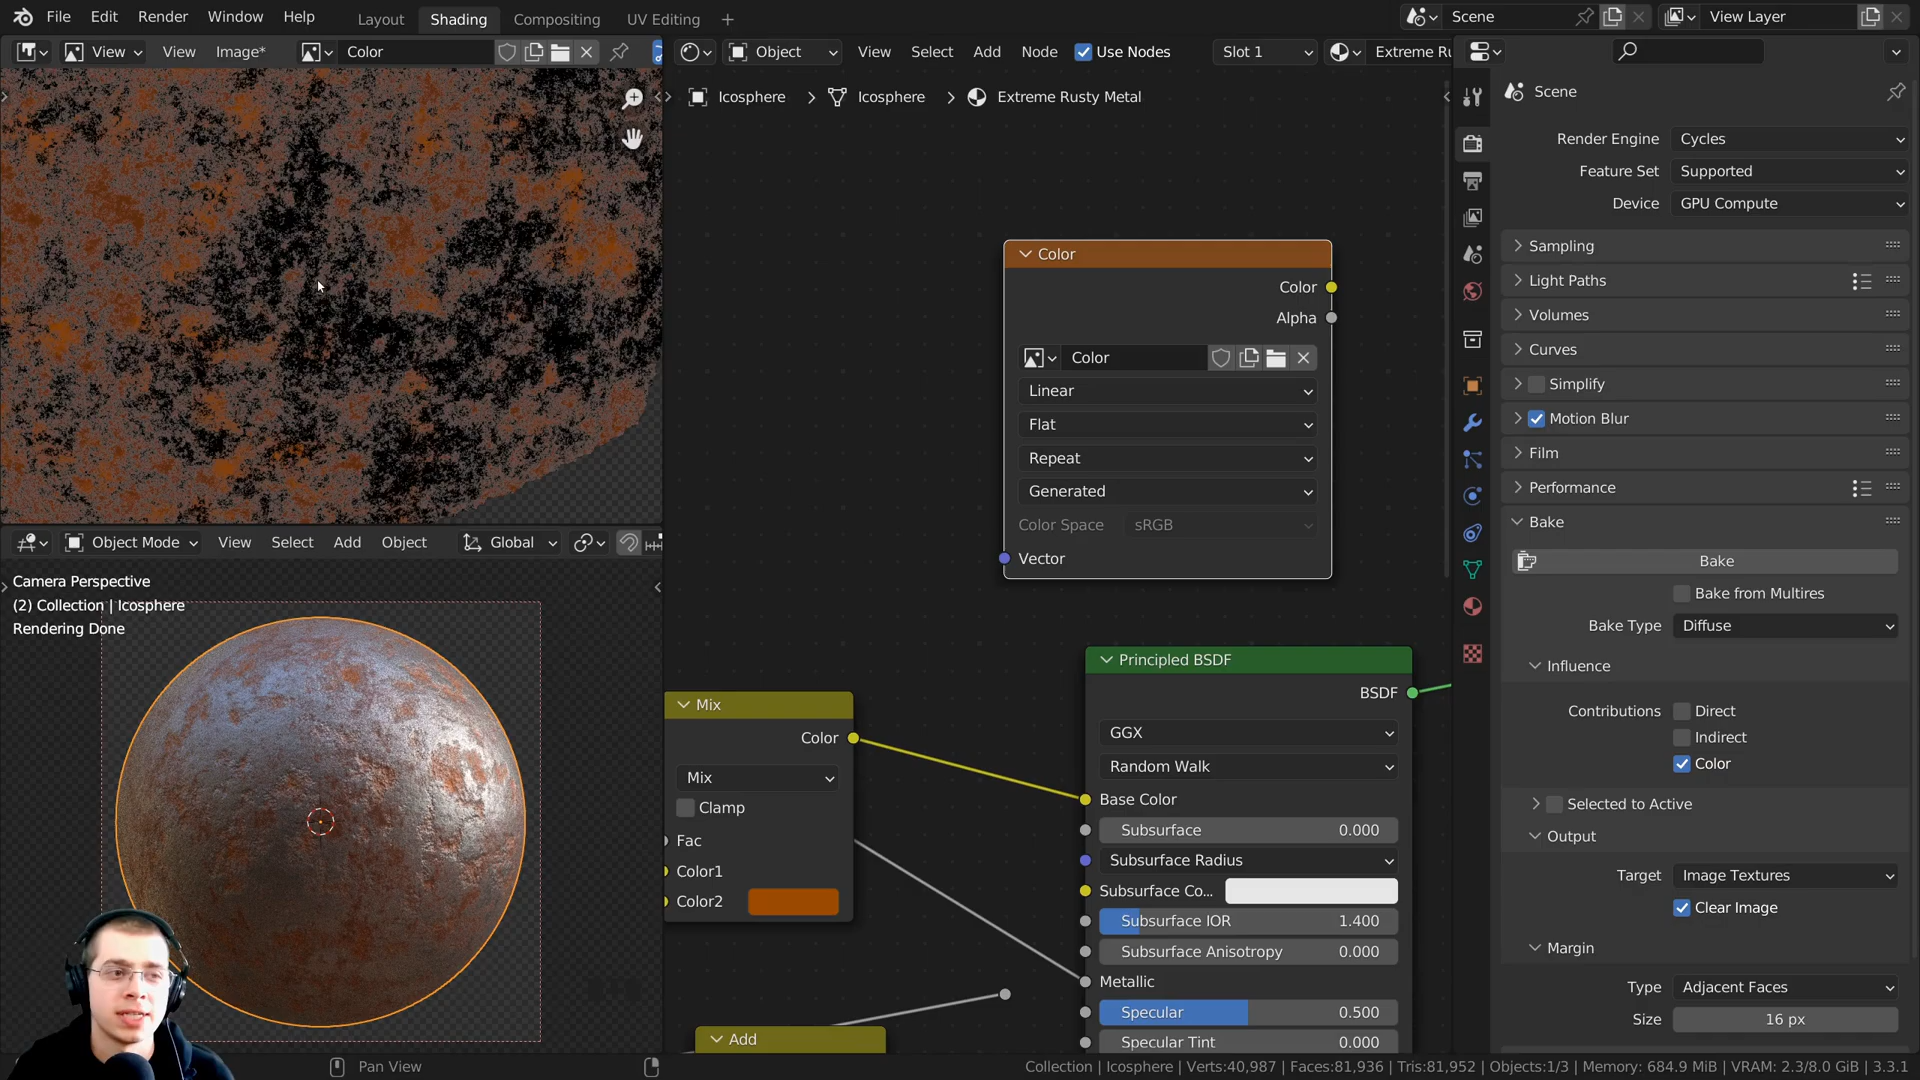 File Edit Render Window Help Layout Shading Compositing UV Editing + Scene View Layer
View View Image* Color Object View Select Add Node Use Nodes Slot 1 Extreme Ru
Icosphere > Icosphere > Extreme Rusty Metal
Scene
Render Engine Cycles
Feature Set Supported
Device GPU Compute
Sampling
Light Paths
Volumes
Curves
Simplify
Motion Blur
Film
Performance
Bake
Bake
Bake from Multires
Bake Type Diffuse
Influence
Contributions Direct
Indirect
Color
Selected to Active
Output
Target Image Textures
Clear Image
Margin
Type Adjacent Faces
Size 16 px
Color
Color
Alpha
Color
Linear
Flat
Repeat
Generated
Color Space sRGB
Vector
Object Mode View Select Add Object Global
Camera Perspective
(2) Collection | Icosphere
Rendering Done
Mix
Color
Mix
Clamp
Fac
Color1
Color2
Add
Principled BSDF
BSDF
GGX
Random Walk
Base Color
Subsurface 0.000
Subsurface Radius
Subsurface Co...
Subsurface IOR 1.400
Subsurface Anisotropy 0.000
Metallic
Specular 0.500
Specular Tint 0.000
Pan View
Collection | Icosphere | Verts:40,987 | Faces:81,936 | Tris:81,952 | Objects:1/3 | Memory: 684.9 MiB | VRAM: 2.3/8.0 GiB | 3.3.1